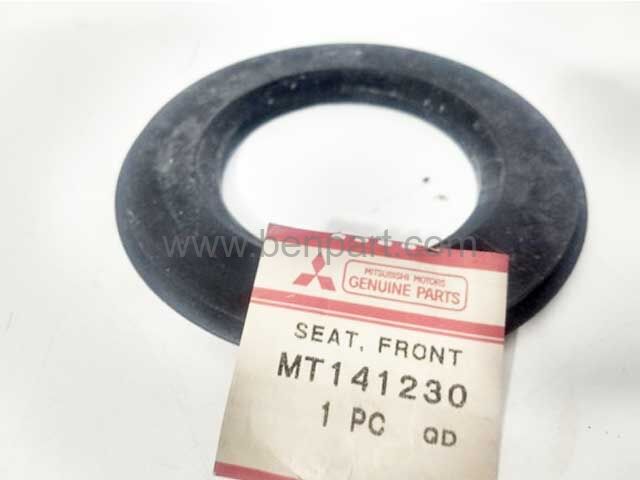 www.benpart.com
MITSUBISHI MOTORS
GENUINE PARTS
SEAT, FRONT
MT141230
1 PC QD